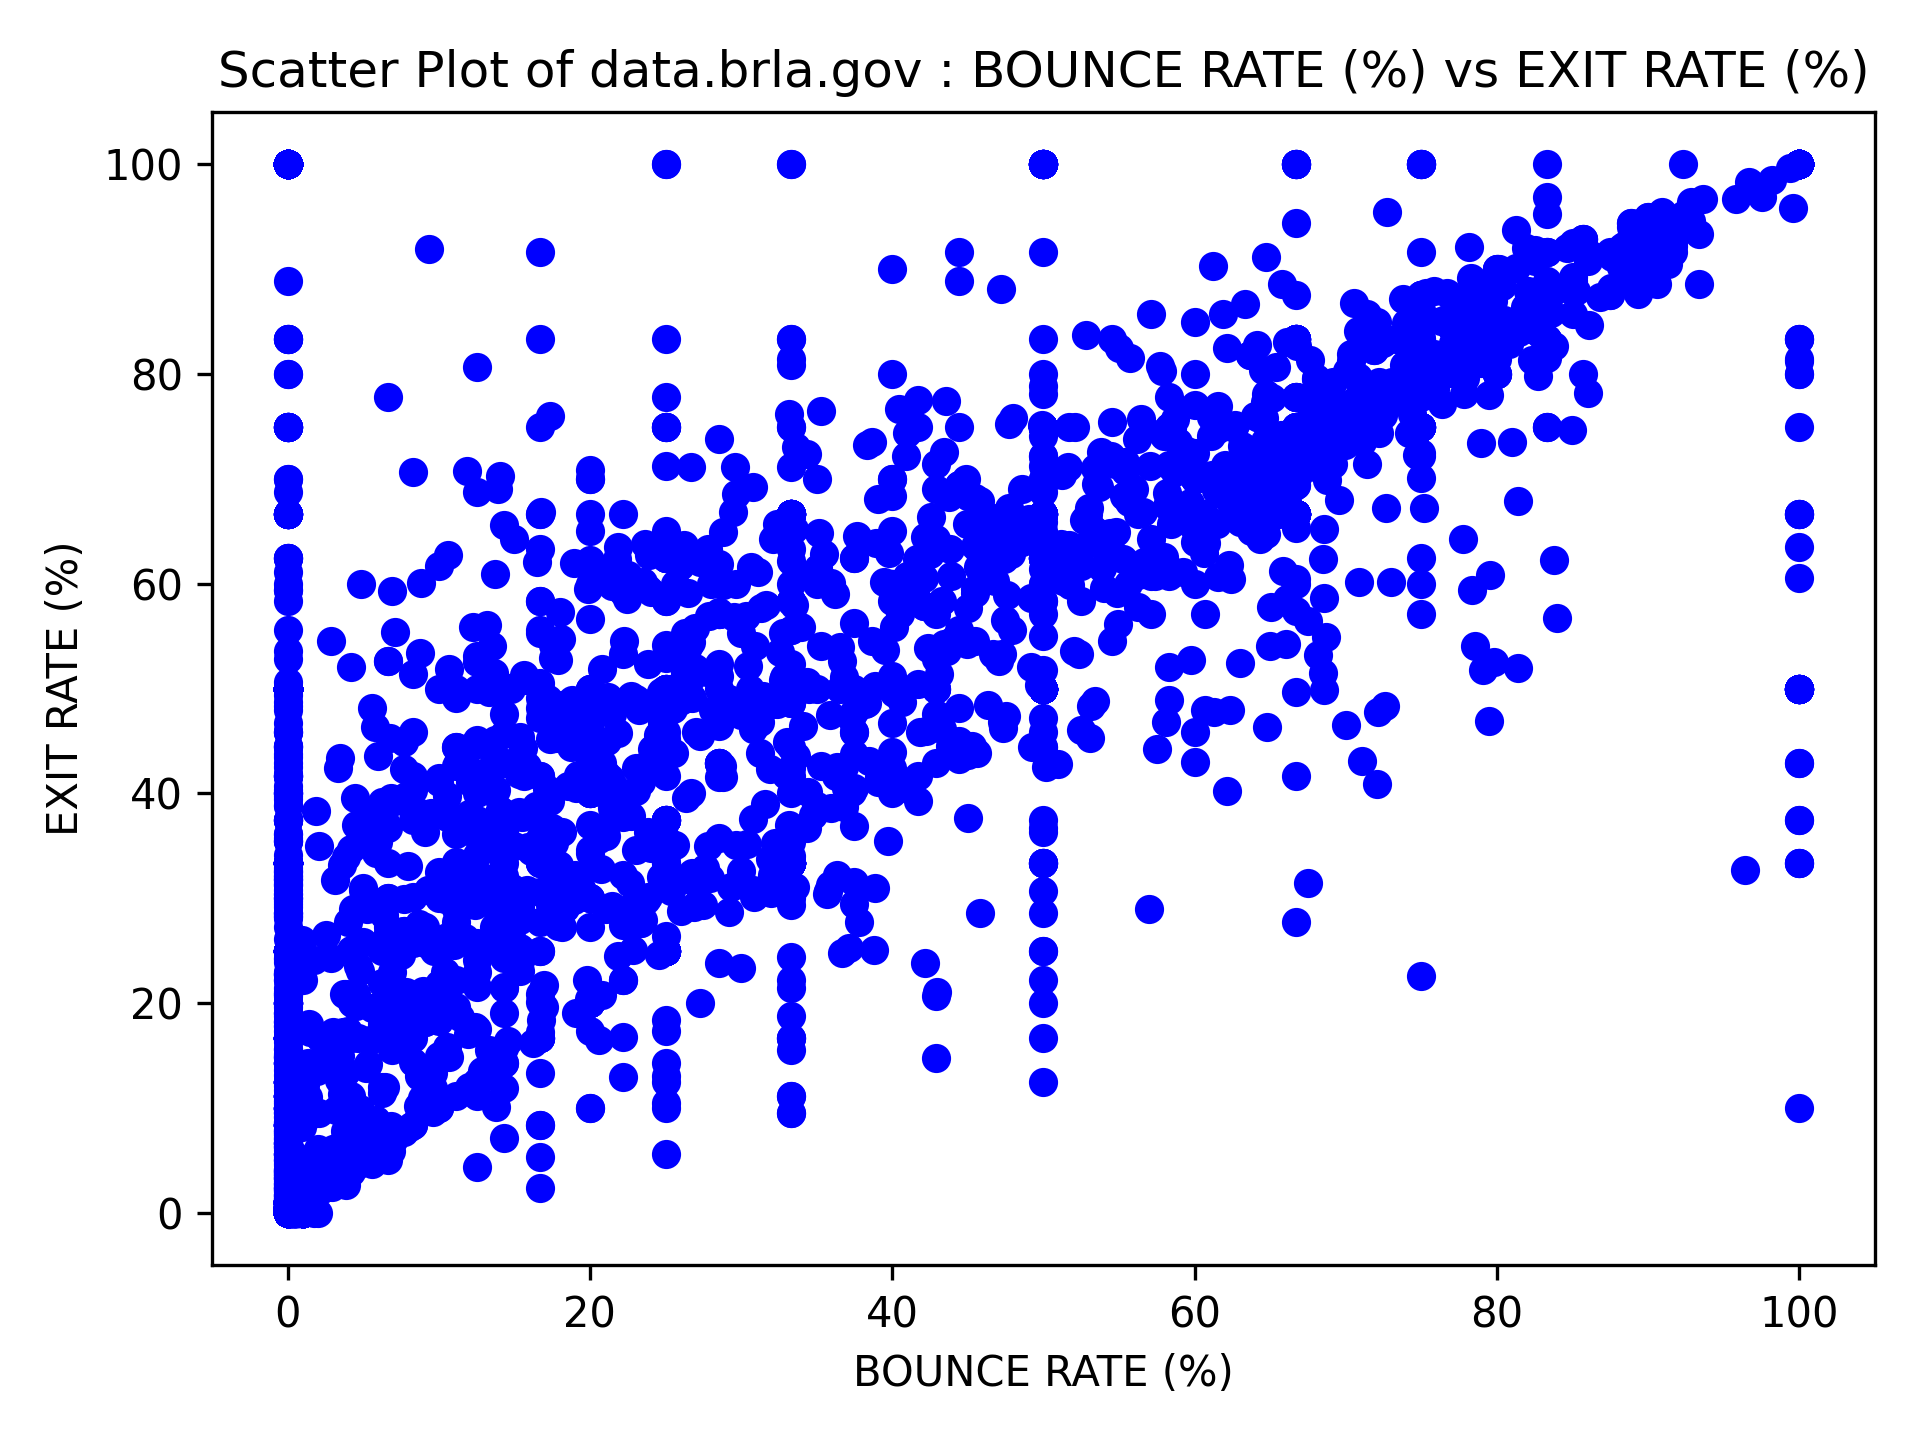 Scatter Plot of data.brla.gov : BOUNCE RATE (%) vs EXIT RATE (%)
100
80
60
40
20
0
EXIT RATE (%)
0 20 40 60 80 100
BOUNCE RATE (%)